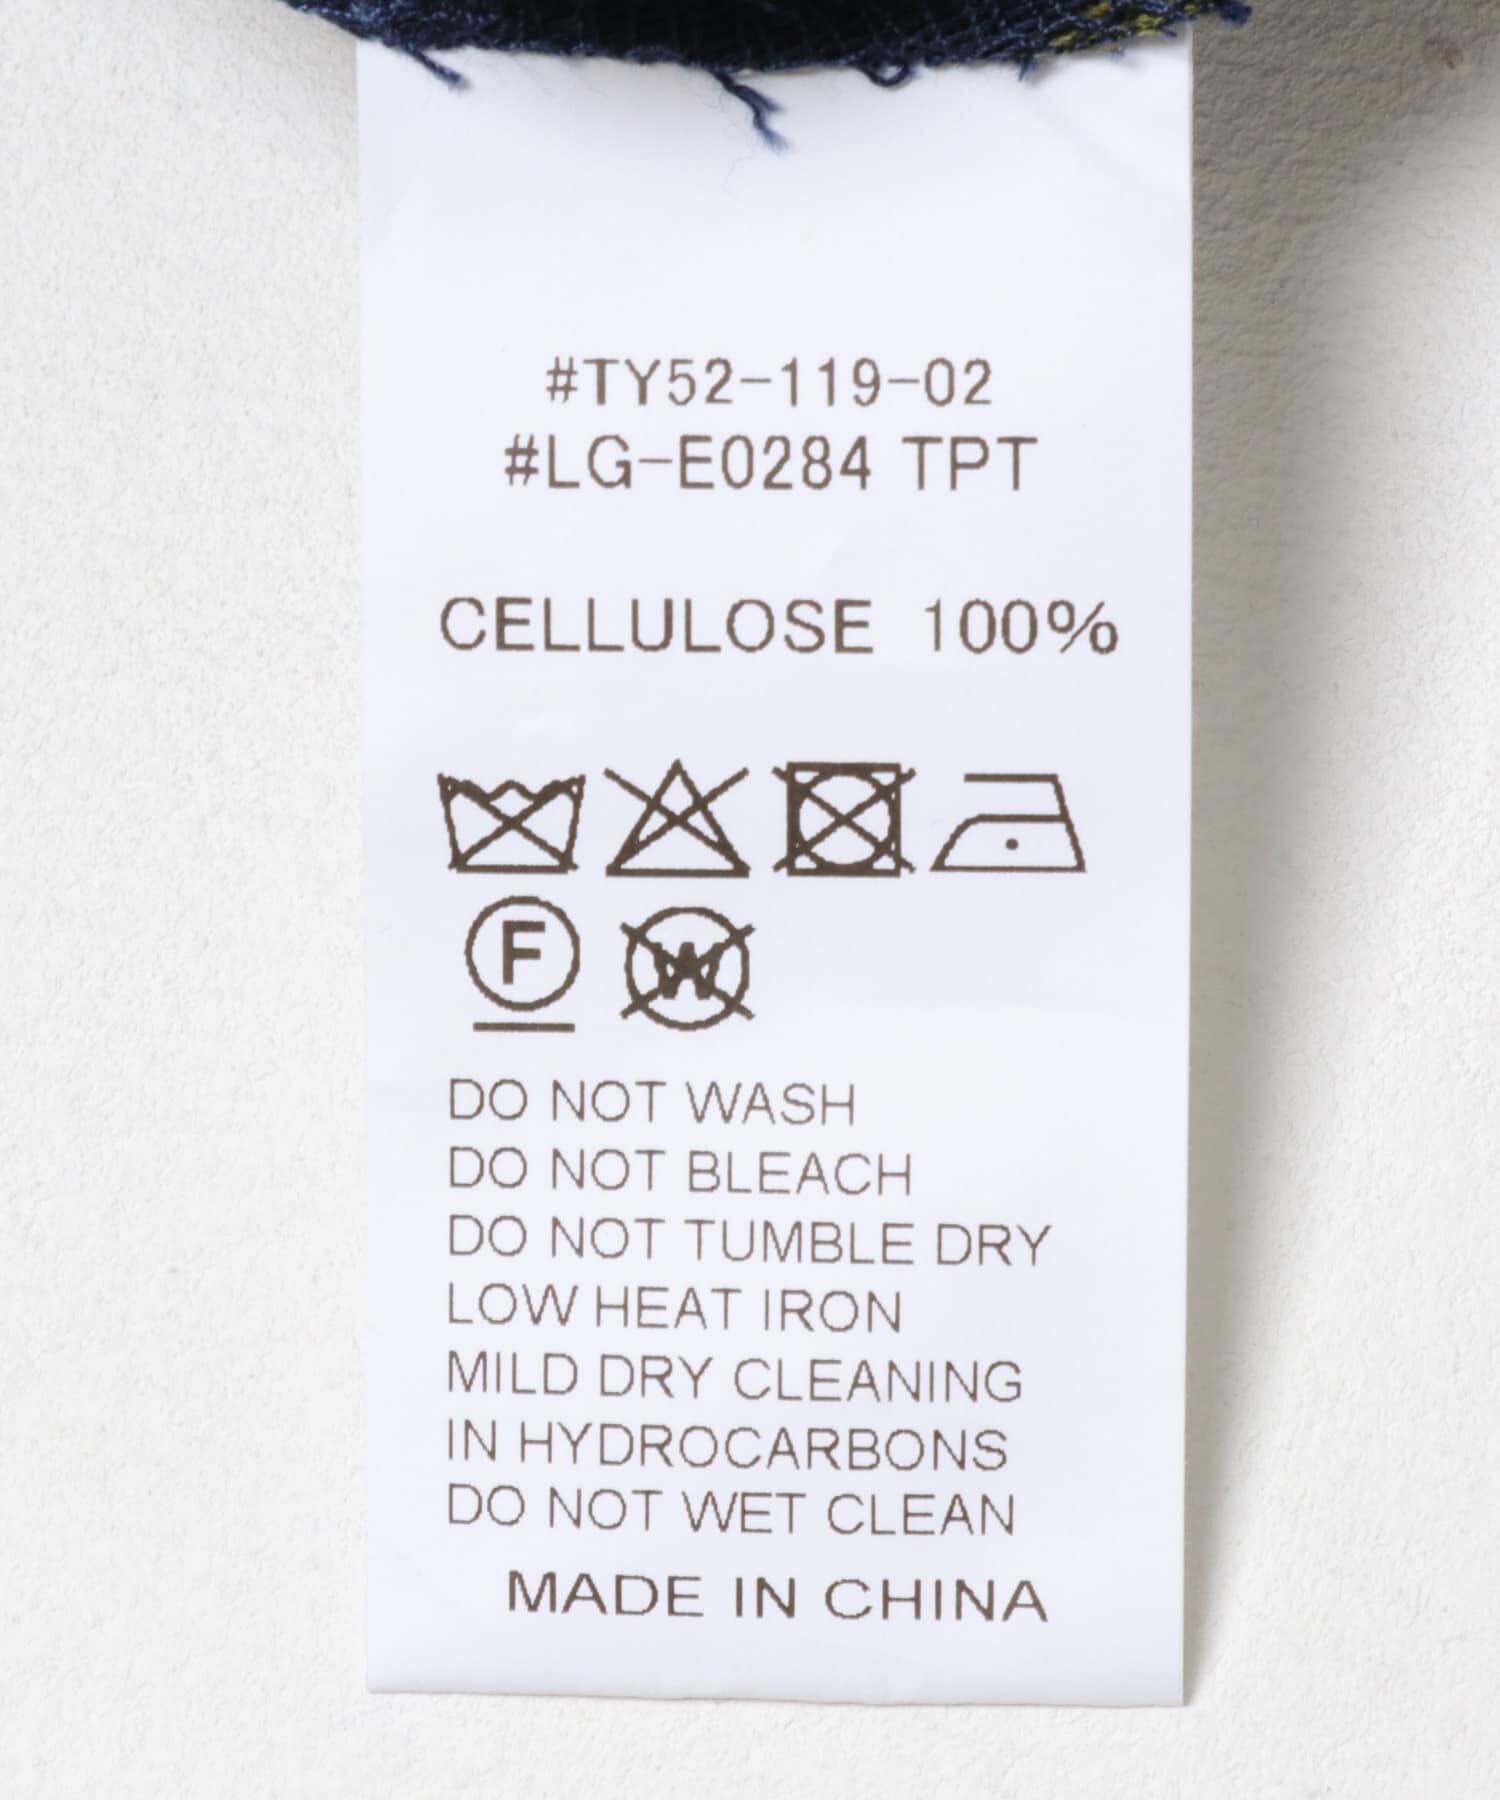 #TY52-119-02
#LG-E0284 TPT
CELLULOSE 100%
F W
DO NOT WASH
DO NOT BLEACH
DO NOT TUMBLE DRY
LOW HEAT IRON
MILD DRY CLEANING
IN HYDROCARBONS
DO NOT WET CLEAN
MADE IN CHINA